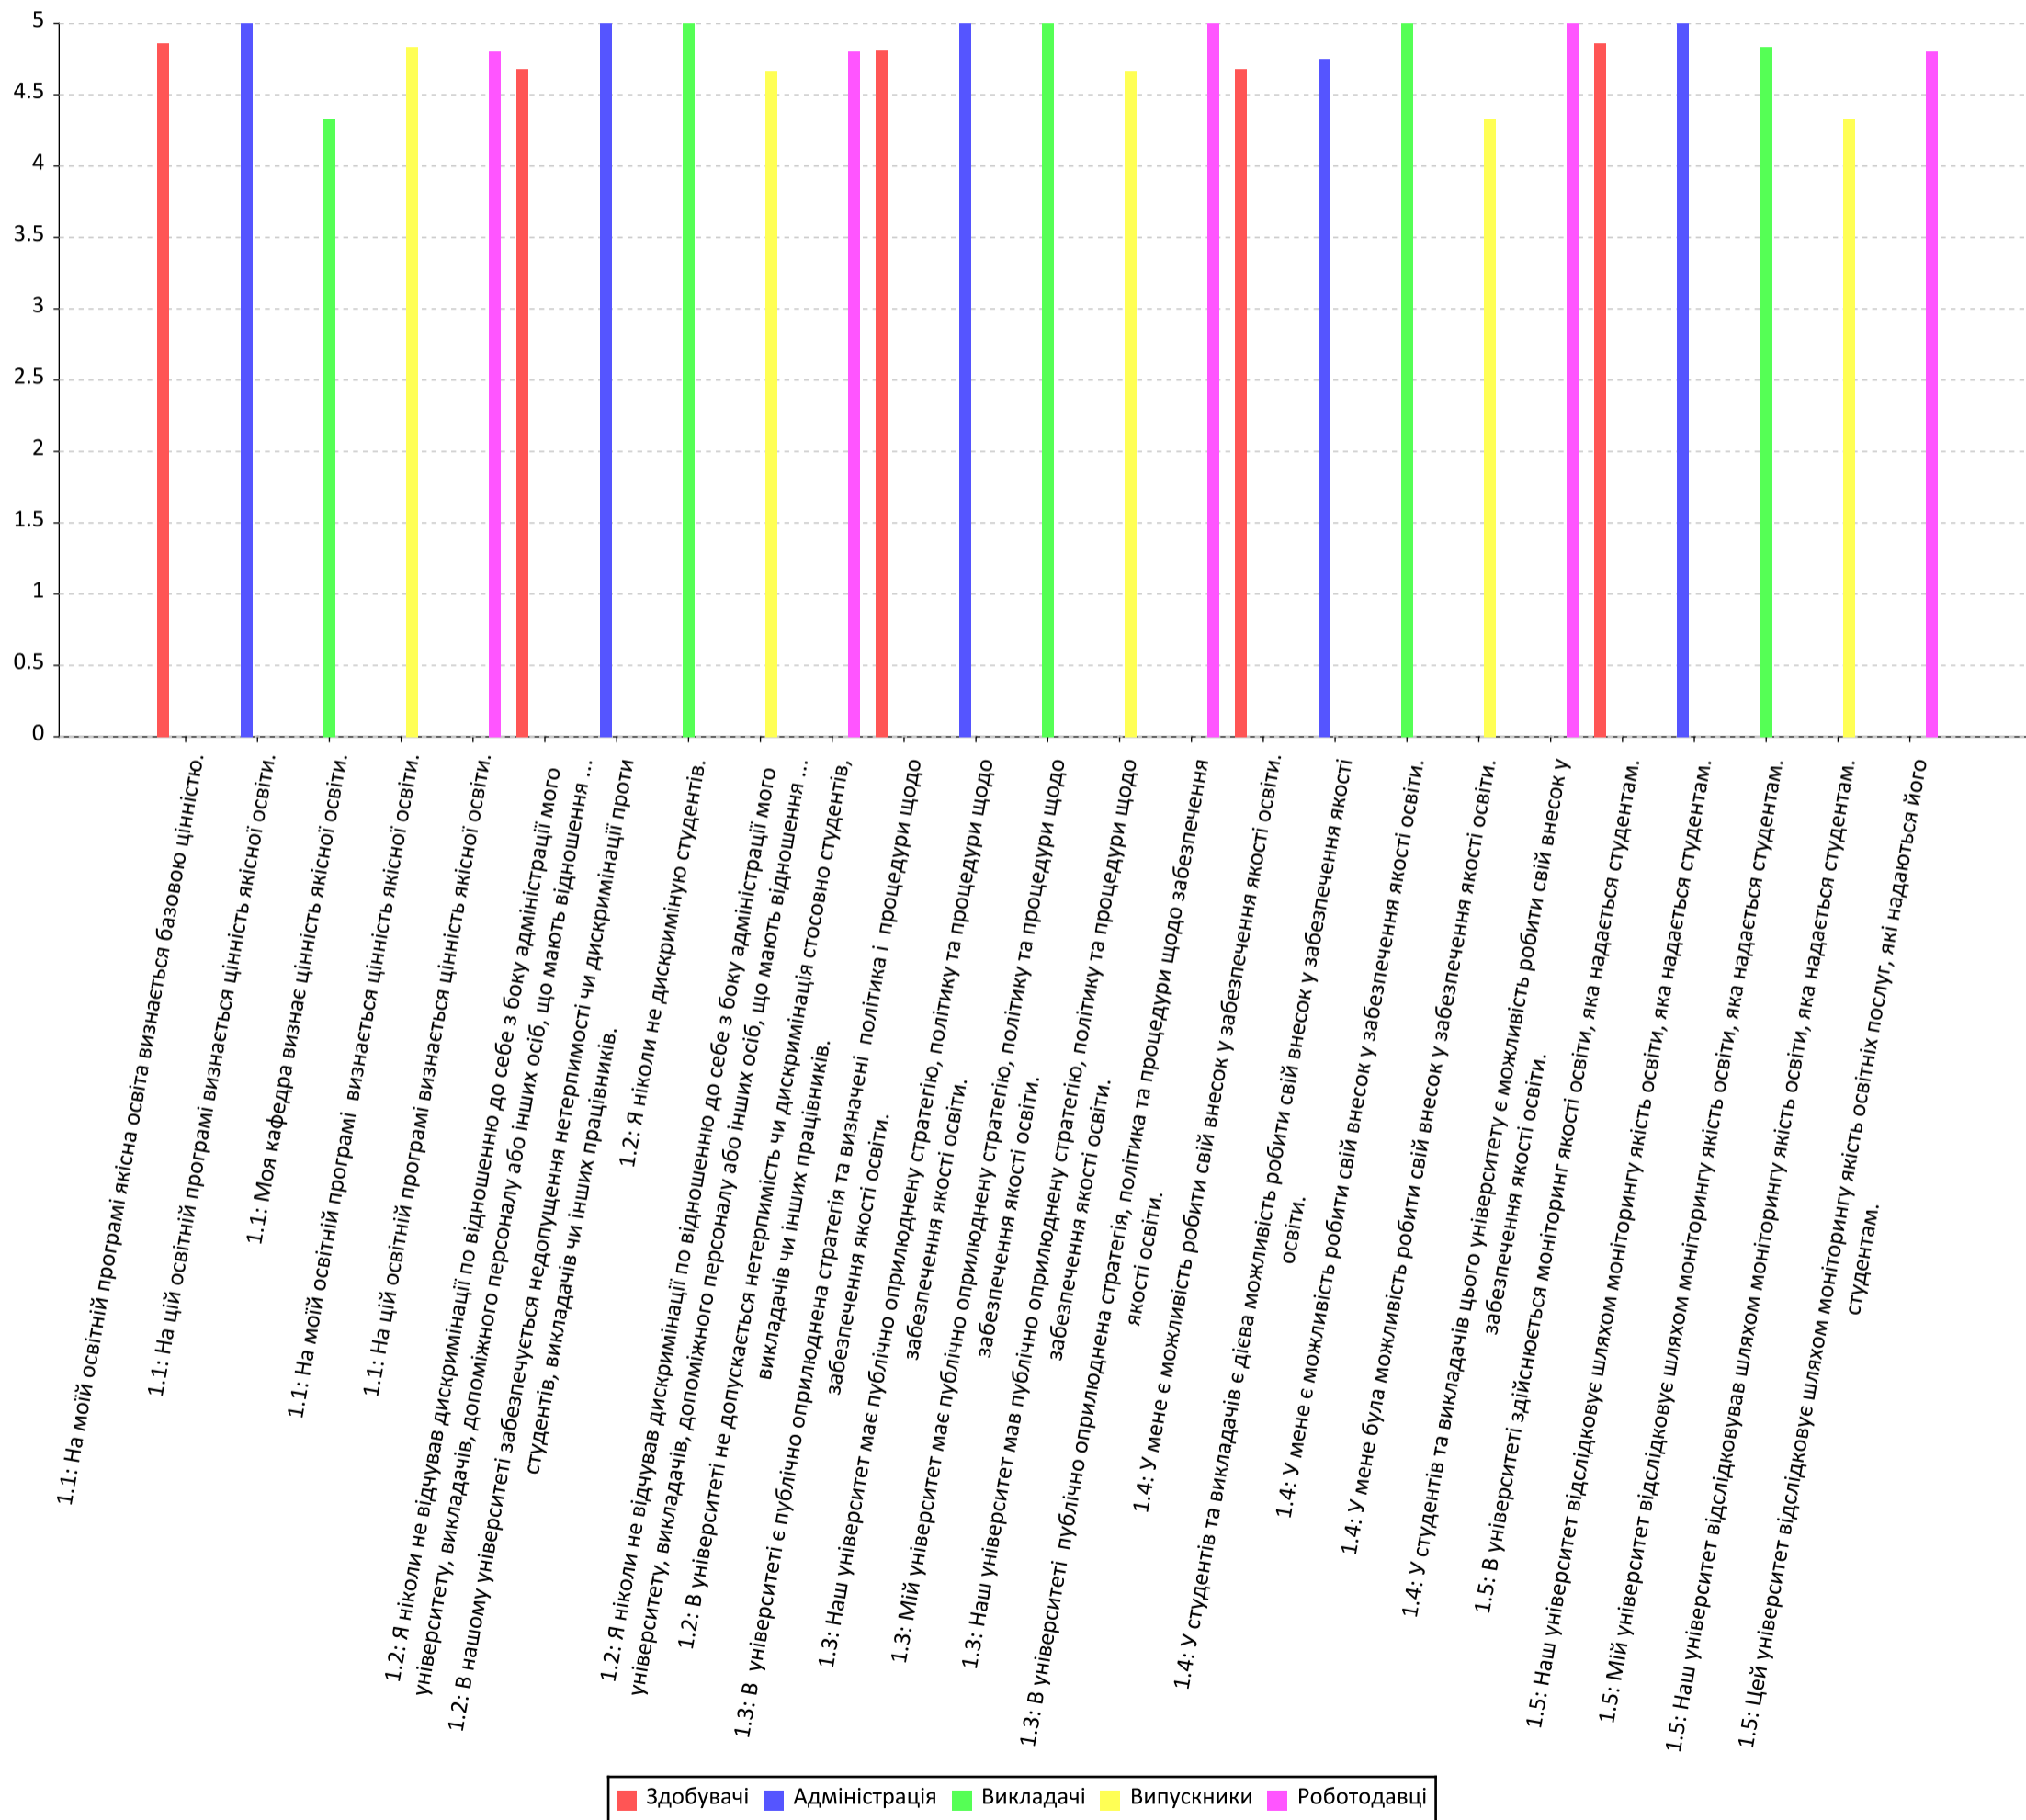 5
4.5
4
3.5
3
2.5
2
1.5
1
0.5
0
1.1: На моїй освітній програмі якісна освіта визнається базовою цінністю.
1.1: На цій освітній програмі визнається цінність якісної освіти.
1.1: Моя кафедра визнає цінність якісної освіти.
1.1: На моїй освітній програмі  визнається цінність якісної освіти.
1.1: На цій освітній програмі визнається цінність якісної освіти.
1.2: Я ніколи не відчував дискримінації по відношенню до себе з боку адміністрації мого
університету, викладачів, допоміжного персоналу або інших осіб, що мають відношення ...
1.2: В нашому університеті забезпечується недопущення нетерпимості чи дискримінації проти
студентів, викладачів чи інших працівників.
1.2: Я ніколи не дискриміную студентів.
1.2: Я ніколи не відчував дискримінації по відношенню до себе з боку адміністрації мого
університету, викладачів, допоміжного персоналу або інших осіб, що мають відношення ...
1.2: В університеті не допускається нетерпимість чи дискримінація стосовно студентів,
викладачів чи інших працівників.
1.3: В  університеті є публічно оприлюднена стратегія та визначені  політика і  процедури щодо
забезпечення якості освіти.
1.3: Наш університет має публічно оприлюднену стратегію, політику та процедури щодо
забезпечення якості освіти.
1.3: Мій університет має публічно оприлюднену стратегію, політику та процедури щодо
забезпечення якості освіти.
1.3: Наш університет мав публічно оприлюднену стратегію, політику та процедури щодо
забезпечення якості освіти.
1.3: В університеті  публічно оприлюднена стратегія, політика та процедури щодо забезпечення
якості освіти.
1.4: У мене є можливість робити свій внесок у забезпечення якості освіти.
1.4: У студентів та викладачів є дієва можливість робити свій внесок у забезпечення якості
освіти.
1.4: У мене є можливість робити свій внесок у забезпечення якості освіти.
1.4: У мене була можливість робити свій внесок у забезпечення якості освіти.
1.4: У студентів та викладачів цього університету є можливість робити свій внесок у
забезпечення якості освіти.
1.5: В університеті здійснюється моніторинг якості освіти, яка надається студентам.
1.5: Наш університет відслідковує шляхом моніторингу якість освіти, яка надається студентам.
1.5: Мій університет відслідковує шляхом моніторингу якість освіти, яка надається студентам.
1.5: Наш університет відслідковував шляхом моніторингу якість освіти, яка надається студентам.
1.5: Цей університет відслідковує шляхом моніторингу якість освітніх послуг, які надаються його
студентам.
Здобувачі Адміністрація Викладачі Випускники Роботодавці